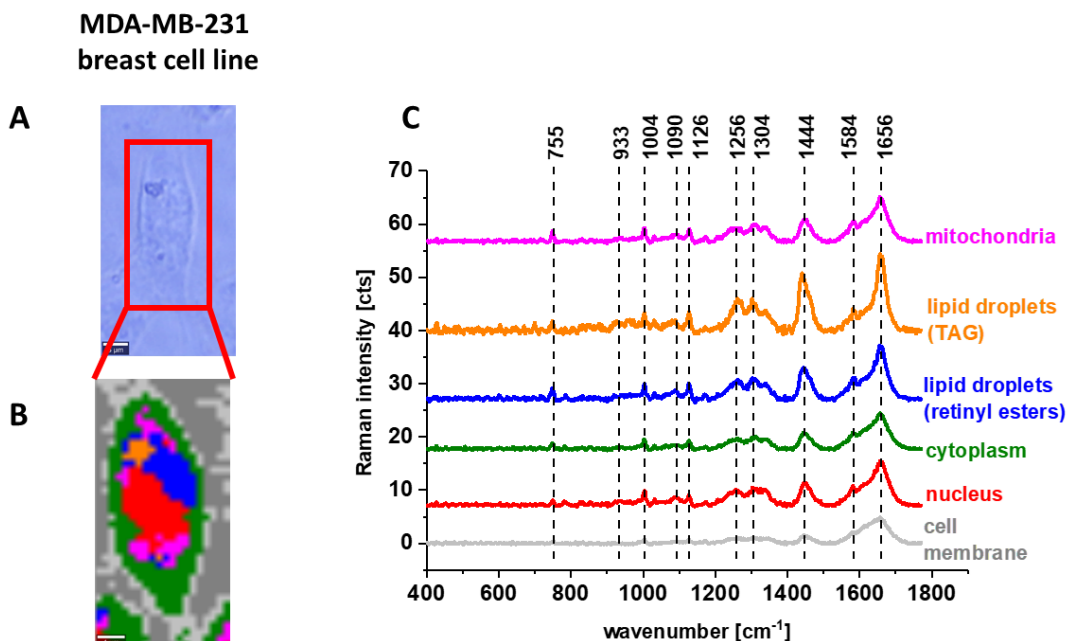 MDA-MB-231
breast cell line
A
B
C
755
933
1004
1090
1126
1256
1304
1444
1584
1656
70
60
50
40
30
20
10
0
Raman intensity [cts]
mitochondria
lipid droplets
(TAG)
lipid droplets
(retinyl esters)
cytoplasm
nucleus
cell
membrane
400 600 800 1000 1200 1400 1600 1800
wavenumber [cm⁻¹]